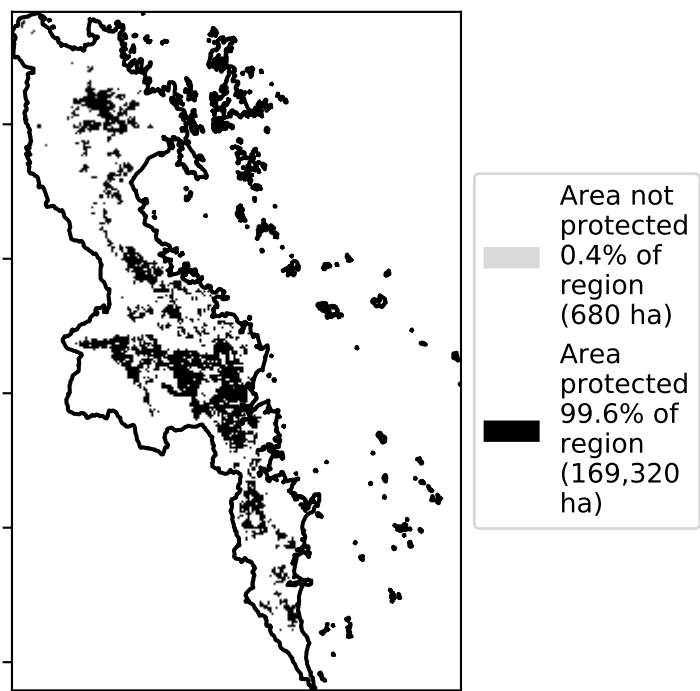 Area not
protected
0.4% of
region
(680 ha)
Area
protected
99.6% of
region
(169,320
ha)